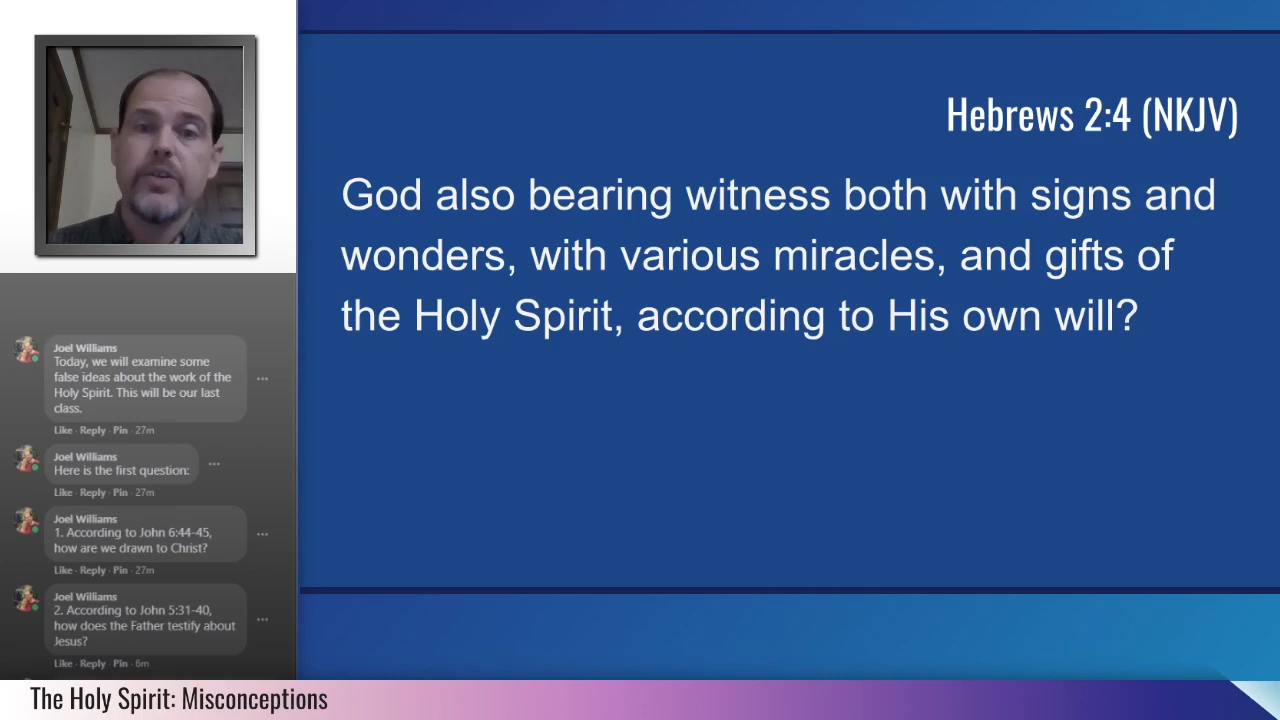 Hebrews 2:4 (NKJV)
God also bearing witness both with signs and
wonders, with various miracles, and gifts of
the Holy Spirit, according to His own will?
Joel Williams
Today, we will examine some
false ideas about the work of the
Holy Spirit. This will be our last
class.
Like · Reply · Pin · 27m
Joel Williams
Here is the first question:
Like · Reply · Pin · 27m
Joel Williams
1. According to John 6:44-45,
how are we drawn to Christ?
Like · Reply · Pin · 27m
Joel Williams
2. According to John 5:31-40,
how does the Father testify about
Jesus?
Like · Reply · Pin · 6m
The Holy Spirit: Misconceptions